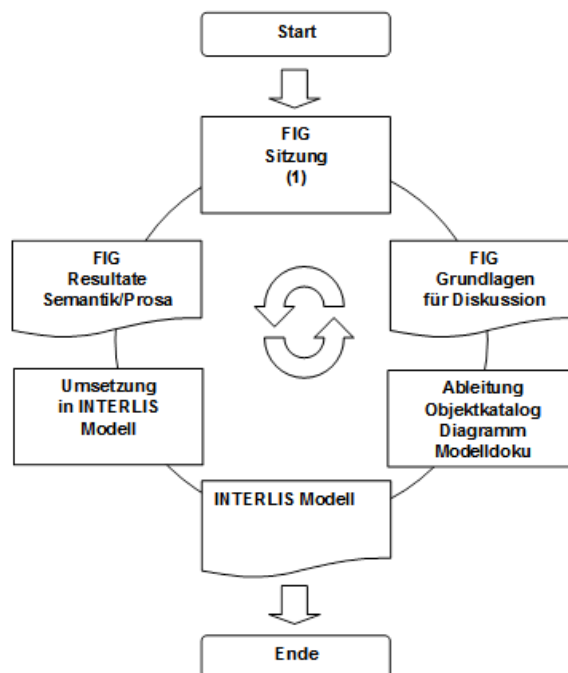 Start
FIG
Sitzung
(1)
FIG
Resultate
Semantik/Prosa
FIG
Grundlagen
für Diskussion
Umsetzung
in INTERLIS
Modell
Ableitung
Objektkatalog
Diagramm
Modelldoku
INTERLIS Modell
Ende